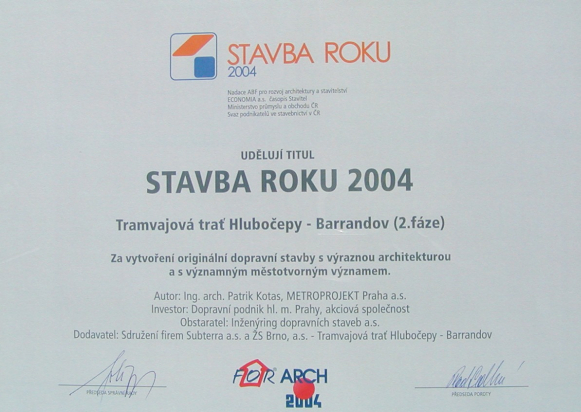 STAVBA ROKU
2004
Nadace ABF pro rozvoj architektury a stavitelství
ECONOMIA a.s. časopis Stavitel
Ministerstvo průmyslu a obchodu ČR
Svaz podnikatelů ve stavebnictví v ČR
UDĚLUJÍ TITUL
STAVBA ROKU 2004
Tramvajová trať Hlubočepy - Barrandov (2.fáze)
Za vytvoření originální dopravní stavby s výraznou architekturou
a s významným městotvorným významem.
Autor: Ing. arch. Patrik Kotas, METROPROJEKT Praha a.s.
Investor: Dopravní podnik hl. m. Prahy, akciová společnost
Obstaratel: Inženýring dopravních staveb a.s.
Dodavatel: Sdružení firem Subterra a.s. a ŽS Brno, a.s. - Tramvajová trať Hlubočepy - Barrandov
FOR ARCH
2004
PŘEDSEDA SPRÁVNÍ RADY
PŘEDSEDA POROTY